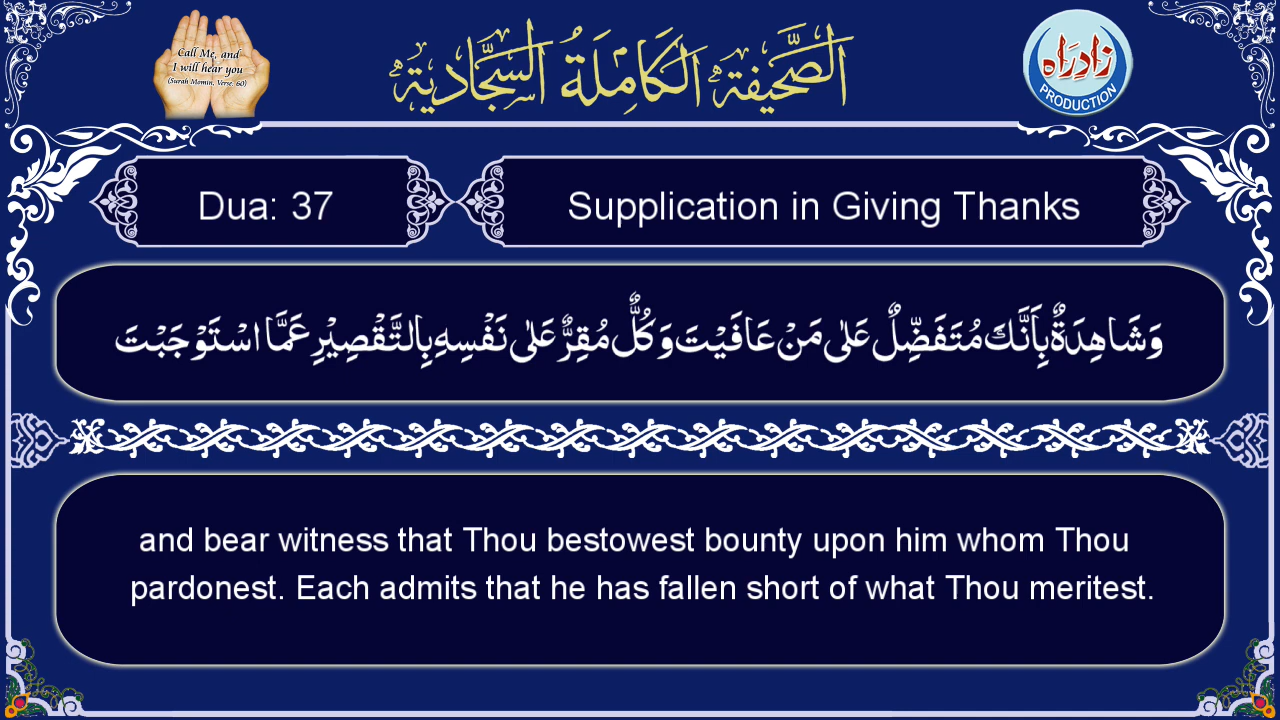 Call Me, and
I will hear you
(Surah Momin, Verse. 60)
الصَّحِيفَةُ الكَامِلَةُ السَّجَّادِيَةُ
زادِرَاه
PRODUCTION
Dua: 37
Supplication in Giving Thanks
وَشَاهِدَةٌ بِأَنَّكَ مُتَفَضِّلٌ عَلٰى مَنْ عَافَيْتَ وَكُلٌّ مُقِرٌّ عَلٰى نَفْسِهِ بِالتَّقْصِيْرِ عَمَّا اسْتَوْجَبْتَ
and bear witness that Thou bestowest bounty upon him whom Thou
pardonest. Each admits that he has fallen short of what Thou meritest.